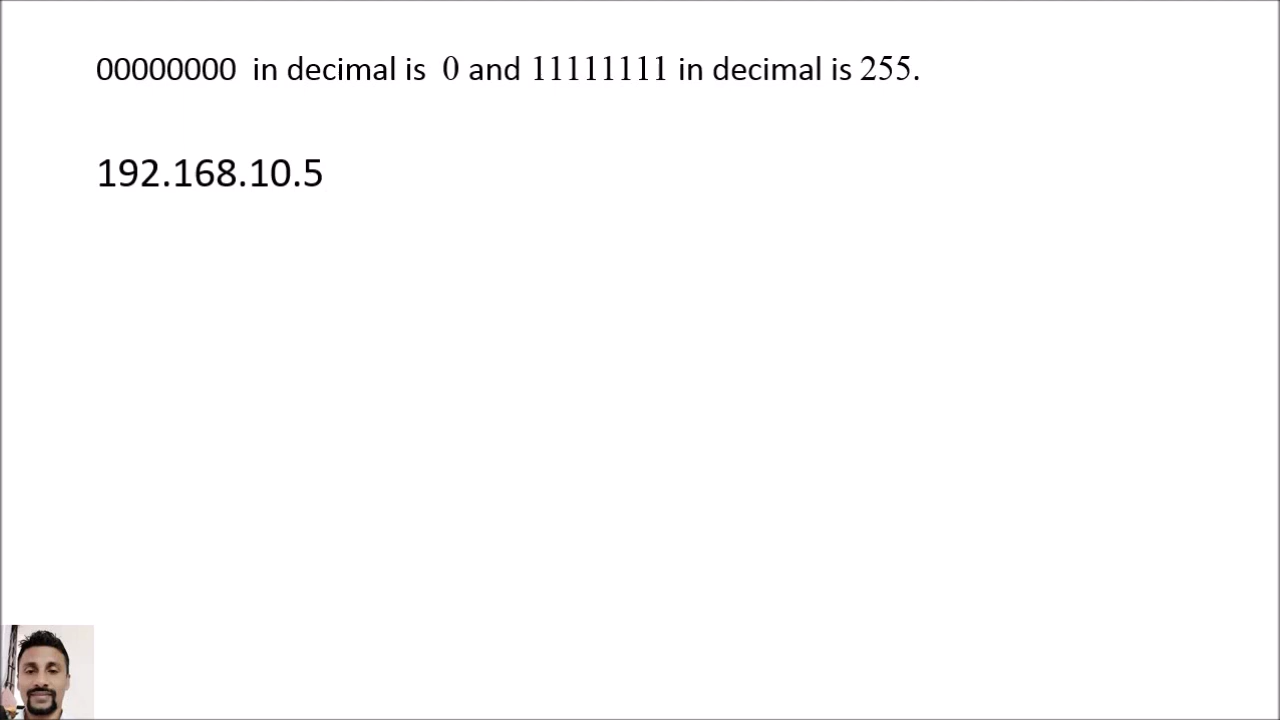 00000000 in decimal is 0 and 11111111 in decimal is 255.
192.168.10.5